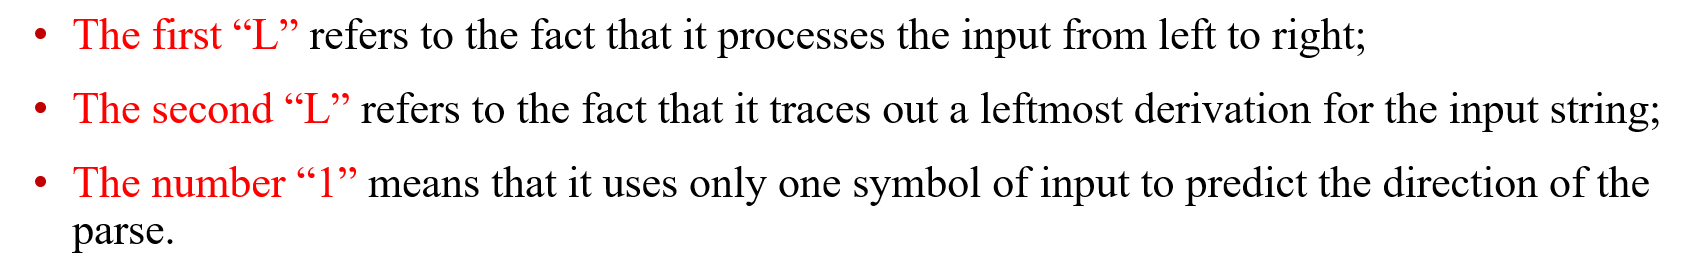 • The first “L” refers to the fact that it processes the input from left to right;
• The second “L” refers to the fact that it traces out a leftmost derivation for the input string;
• The number “1” means that it uses only one symbol of input to predict the direction of the
parse.